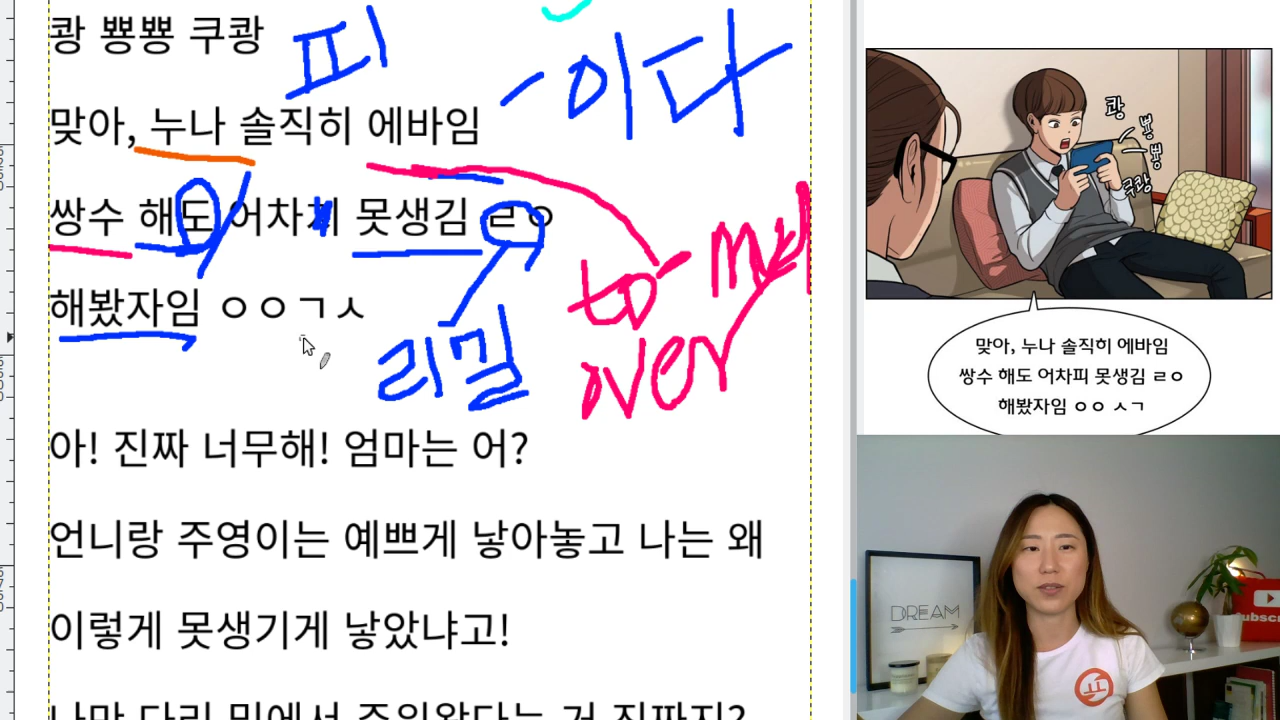 쾅 뿅뿅 쿠쾅
피
-이다
맞아, 누나 솔직히 에바임
쌍수 해도 어차 못생김 ㄹㅇ
해봤자임 ㅇㅇㄱㅅ
리얼
to
over
아! 진짜 너무해! 엄마는 어?
언니랑 주영이는 예쁘게 낳아놓고 나는 왜
이렇게 못생기게 낳았냐고!
쾅
뿅
뿅
쿠쾅
맞아, 누나 솔직히 에바임
쌍수 해도 어차피 못생김 ㄹㅇ
해봤자임 ㅇㅇ ㅅㄱ
DREAM